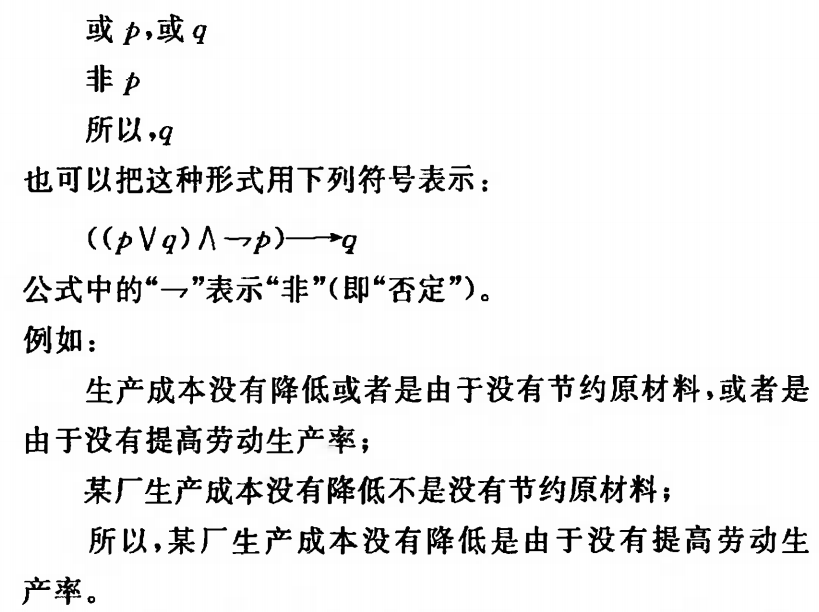 或 p,或 q
非 p
所以,q
也可以把这种形式用下列符号表示：
((p∨q)∧¬p)⟶q
公式中的“¬”表示“非”(即“否定”)。
例如：
生产成本没有降低或者是由于没有节约原材料,或者是
由于没有提高劳动生产率；
某厂生产成本没有降低不是没有节约原材料；
所以,某厂生产成本没有降低是由于没有提高劳动生
产率。